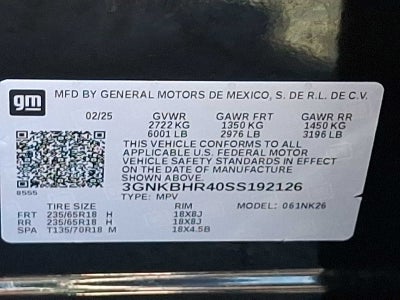 gm
MFD BY GENERAL MOTORS DE MEXICO, S. DE R.L. DE C.V.
02/25 GVWR GAWR FRT GAWR RR
2722 KG 1350 KG 1450 KG
6001 LB 2976 LB 3196 LB
THIS VEHICLE CONFORMS TO ALL
APPLICABLE U.S. FEDERAL MOTOR
VEHICLE SAFETY STANDARDS IN EFFECT
ON THE DATE OF MANUFACTURE
SHOWN ABOVE.
3GNKBHR40SS192126
8555 TYPE: MPV MODEL: 061NK26
TIRE SIZE RIM
FRT 235/65R18 H 18X8J
RR 235/65R18 H 18X8J
SPA T135/70R18 M 18X4.5B